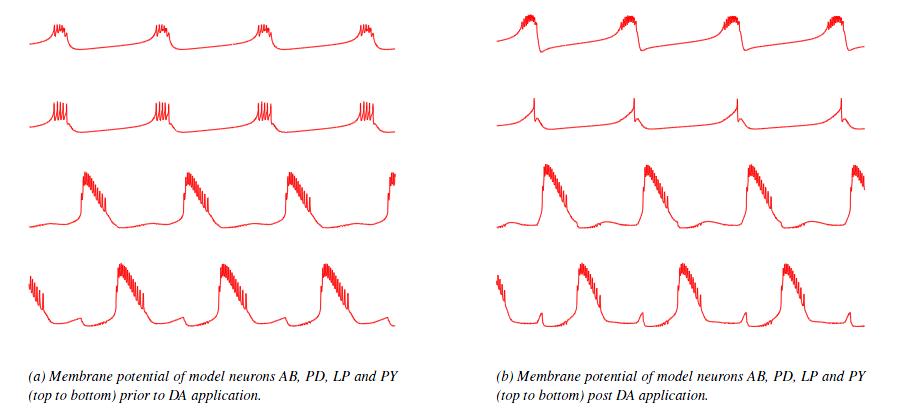 (a) Membrane potential of model neurons AB, PD, LP and PY
(top to bottom) prior to DA application.
(b) Membrane potential of model neurons AB, PD, LP and PY
(top to bottom) post DA application.